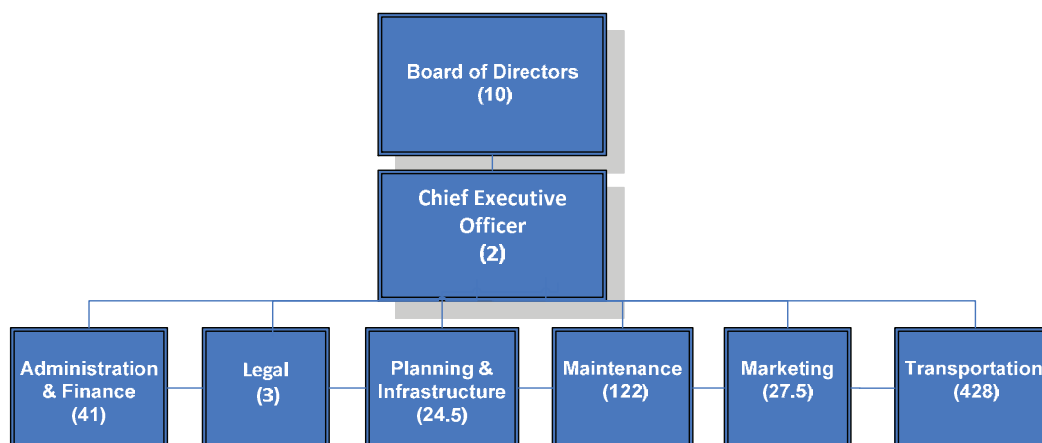 Board of Directors
(10)
Chief Executive
Officer
(2)
Administration
& Finance
(41)
Legal
(3)
Planning &
Infrastructure
(24.5)
Maintenance
(122)
Marketing
(27.5)
Transportation
(428)